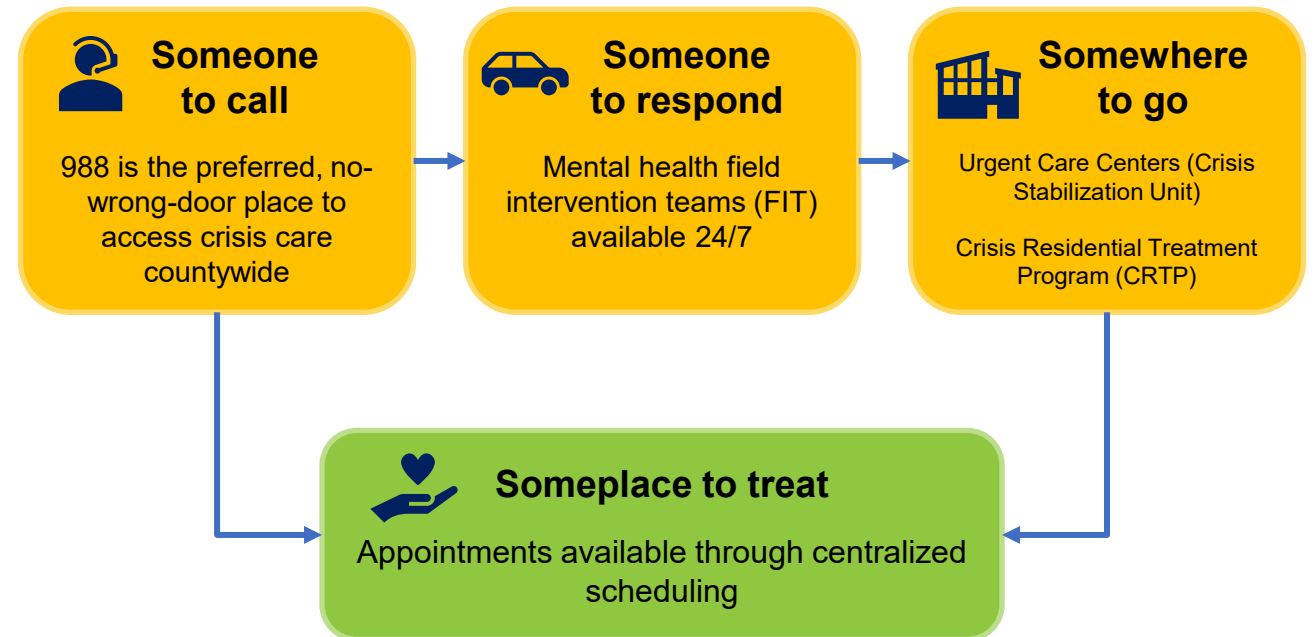 Someone
to call
988 is the preferred, no-
wrong-door place to
access crisis care
countywide
Someone
to respond
Mental health field
intervention teams (FIT)
available 24/7
Somewhere
to go
Urgent Care Centers (Crisis
Stabilization Unit)
Crisis Residential Treatment
Program (CRTP)
Someplace to treat
Appointments available through centralized
scheduling